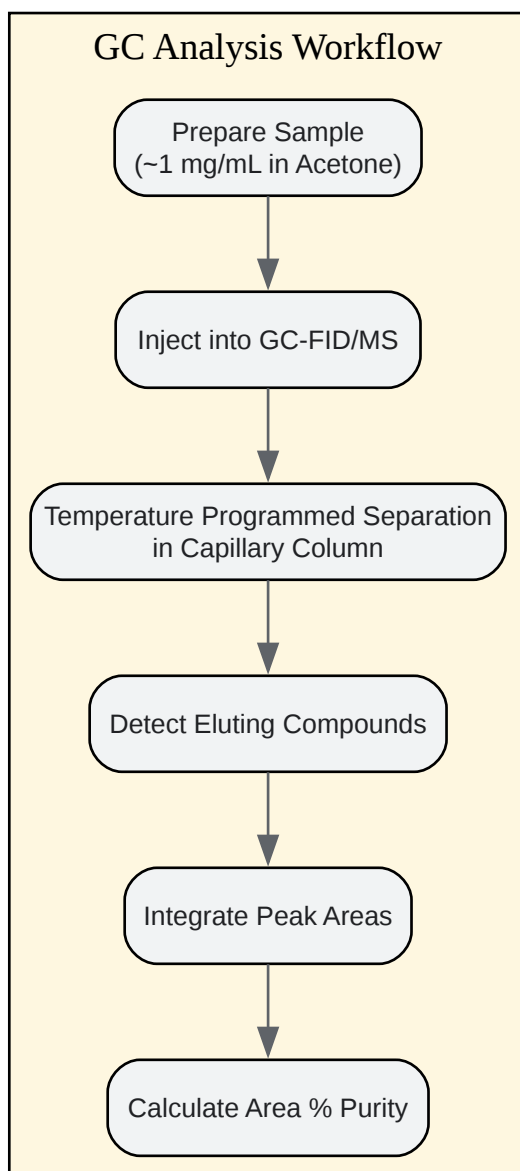 GC Analysis Workflow
Prepare Sample
(~1 mg/mL in Acetone)
Inject into GC-FID/MS
Temperature Programmed Separation
in Capillary Column
Detect Eluting Compounds
Integrate Peak Areas
Calculate Area % Purity